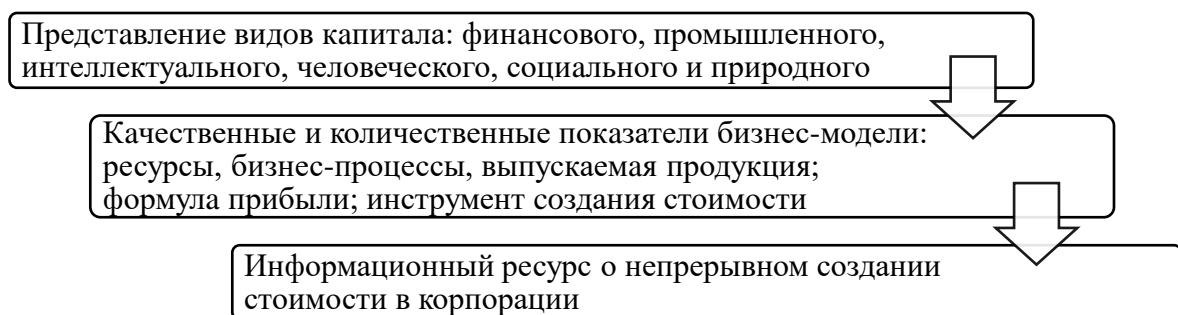 Представление видов капитала: финансового, промышленного,
интеллектуального, человеческого, социального и природного
Качественные и количественные показатели бизнес-модели:
ресурсы, бизнес-процессы, выпускаемая продукция;
формула прибыли; инструмент создания стоимости
Информационный ресурс о непрерывном создании
стоимости в корпорации